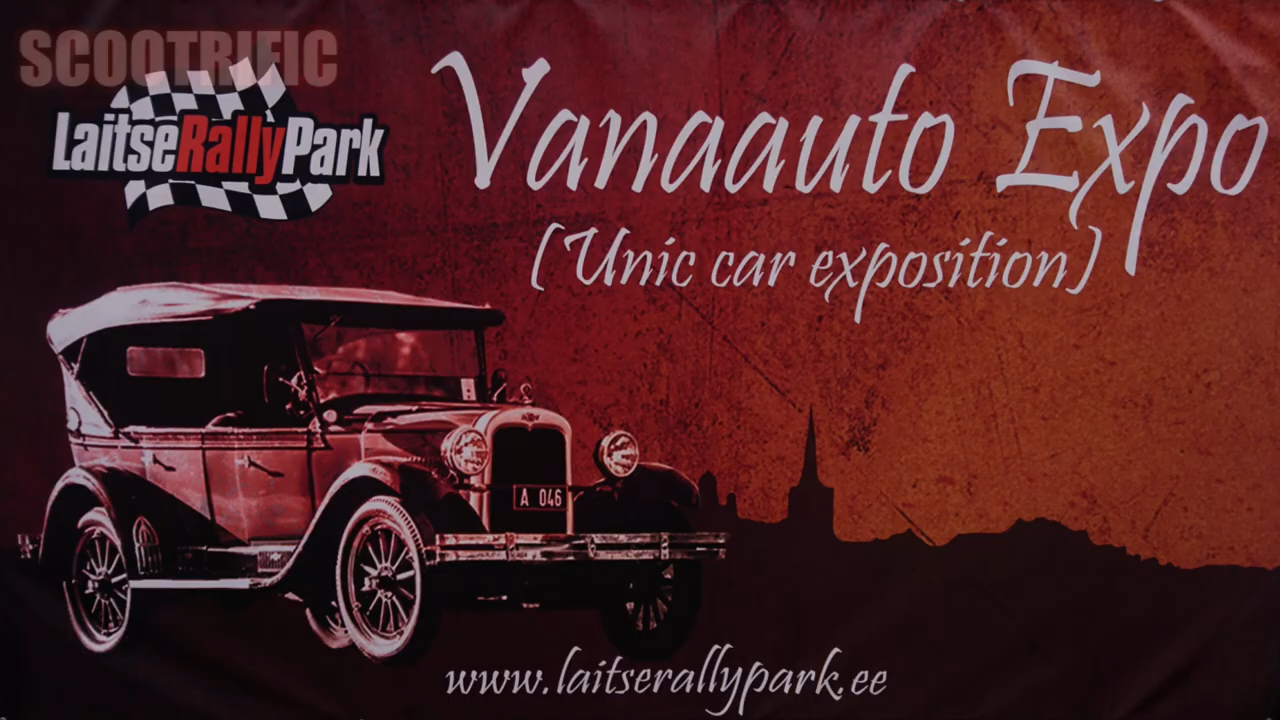 SCOOTRIFIC
LaitseRallyPark
Vanaauto Expo
(Unic car exposition)
A 046
www.laitserallypark.ee